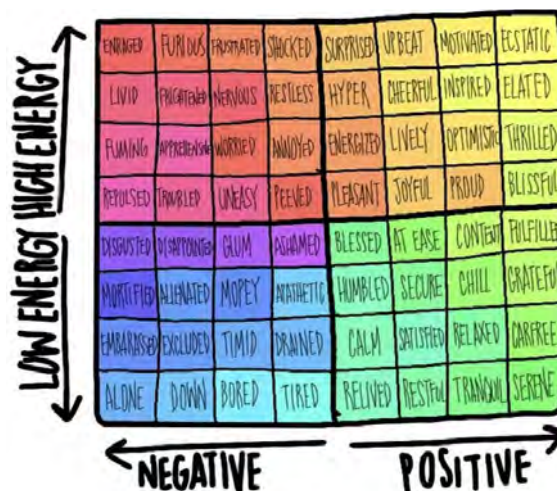 ENRAGED FURIOUS FRUSTRATED SHOCKED SURPRISED UPBEAT MOTIVATED ECSTATIC
LIVID FRIGHTENED NERVOUS RESTLESS HYPER CHEERFUL INSPIRED ELATED
FUMING APPREHENSIVE WORRIED ANNOYED ENERGIZED LIVELY OPTIMISTIC THRILLED
REPULSED TROUBLED UNEASY PEEVED PLEASANT JOYFUL PROUD BLISSFUL
DISGUSTED DISAPPOINTED GLUM ASHAMED BLESSED AT EASE CONTENT FULFILLED
MORTIFIED ALIENATED MOPEY APATHETIC HUMBLED SECURE CHILL GRATEFUL
EMBARASSED EXCLUDED TIMID DRAINED CALM SATISFIED RELAXED CAREFREE
ALONE DOWN BORED TIRED RELIVED RESTFUL TRANQUIL SERENE
HIGH ENERGY
LOW ENERGY
NEGATIVE
POSITIVE